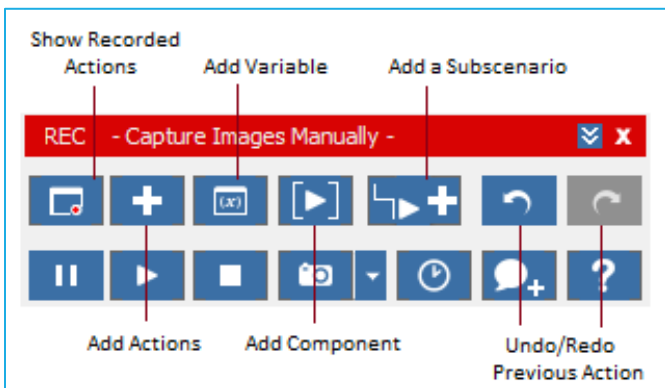 Show Recorded
Actions
Add Variable
Add a Subscenario
REC - Capture Images Manually - x
(x)
?
Add Actions
Add Component
Undo/Redo
Previous Action